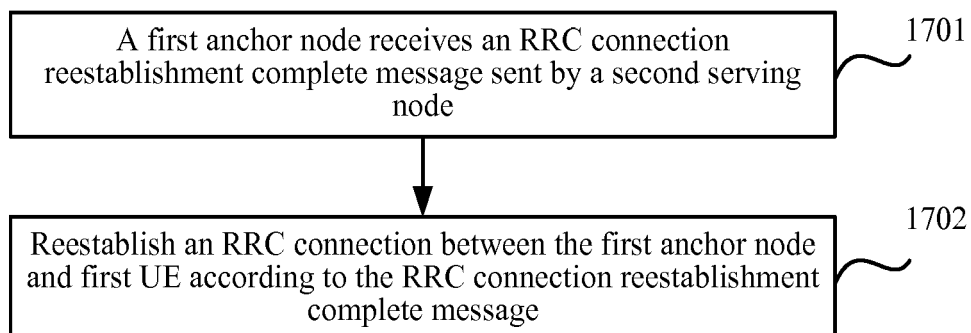 A first anchor node receives an RRC connection
reestablishment complete message sent by a second serving
node
1701
Reestablish an RRC connection between the first anchor node
and first UE according to the RRC connection reestablishment
complete message
1702